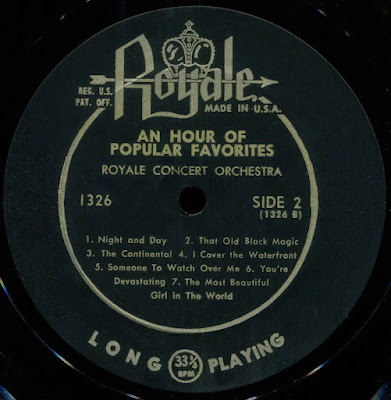 Royale
REG. U.S.
PAT. OFF.
MADE IN U.S.A.
AN HOUR OF
POPULAR FAVORITES
ROYALE CONCERT ORCHESTRA
1326
SIDE 2
(1326 B)
1. Night and Day 2. That Old Black Magic
3. The Continental 4. I Cover the Waterfront
5. Someone To Watch Over Me 6. You're
Devastating 7. The Most Beautiful
Girl in The World
LONG 33⅓ PLAYING
RPM